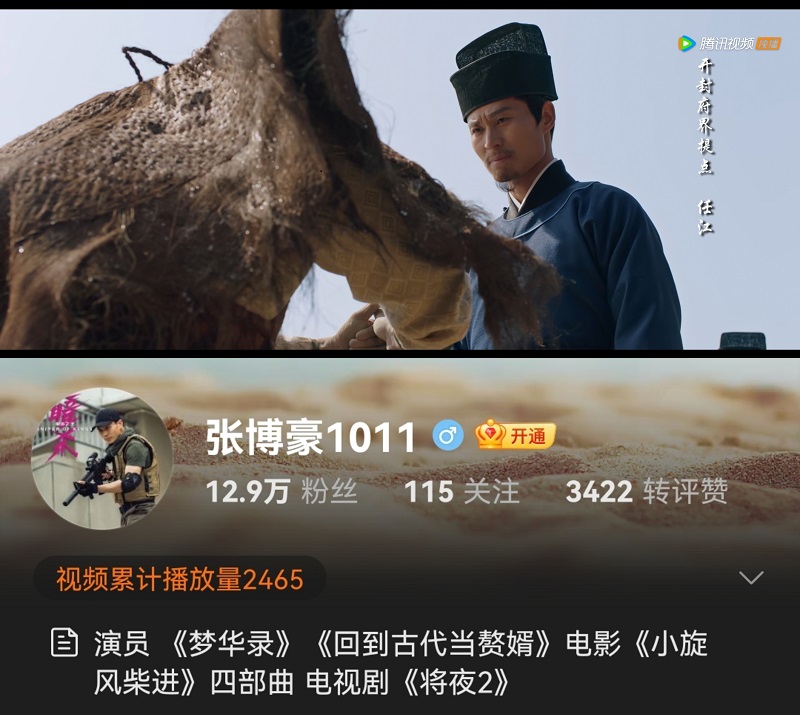 腾讯视频
开封府界提点 任江
张博豪1011
开通
12.9万 粉丝 115 关注 3422 转评赞
视频累计播放量2465
演员 《梦华录》《回到古代当赘婿》电影《小旋
风柴进》四部曲 电视剧《将夜2》